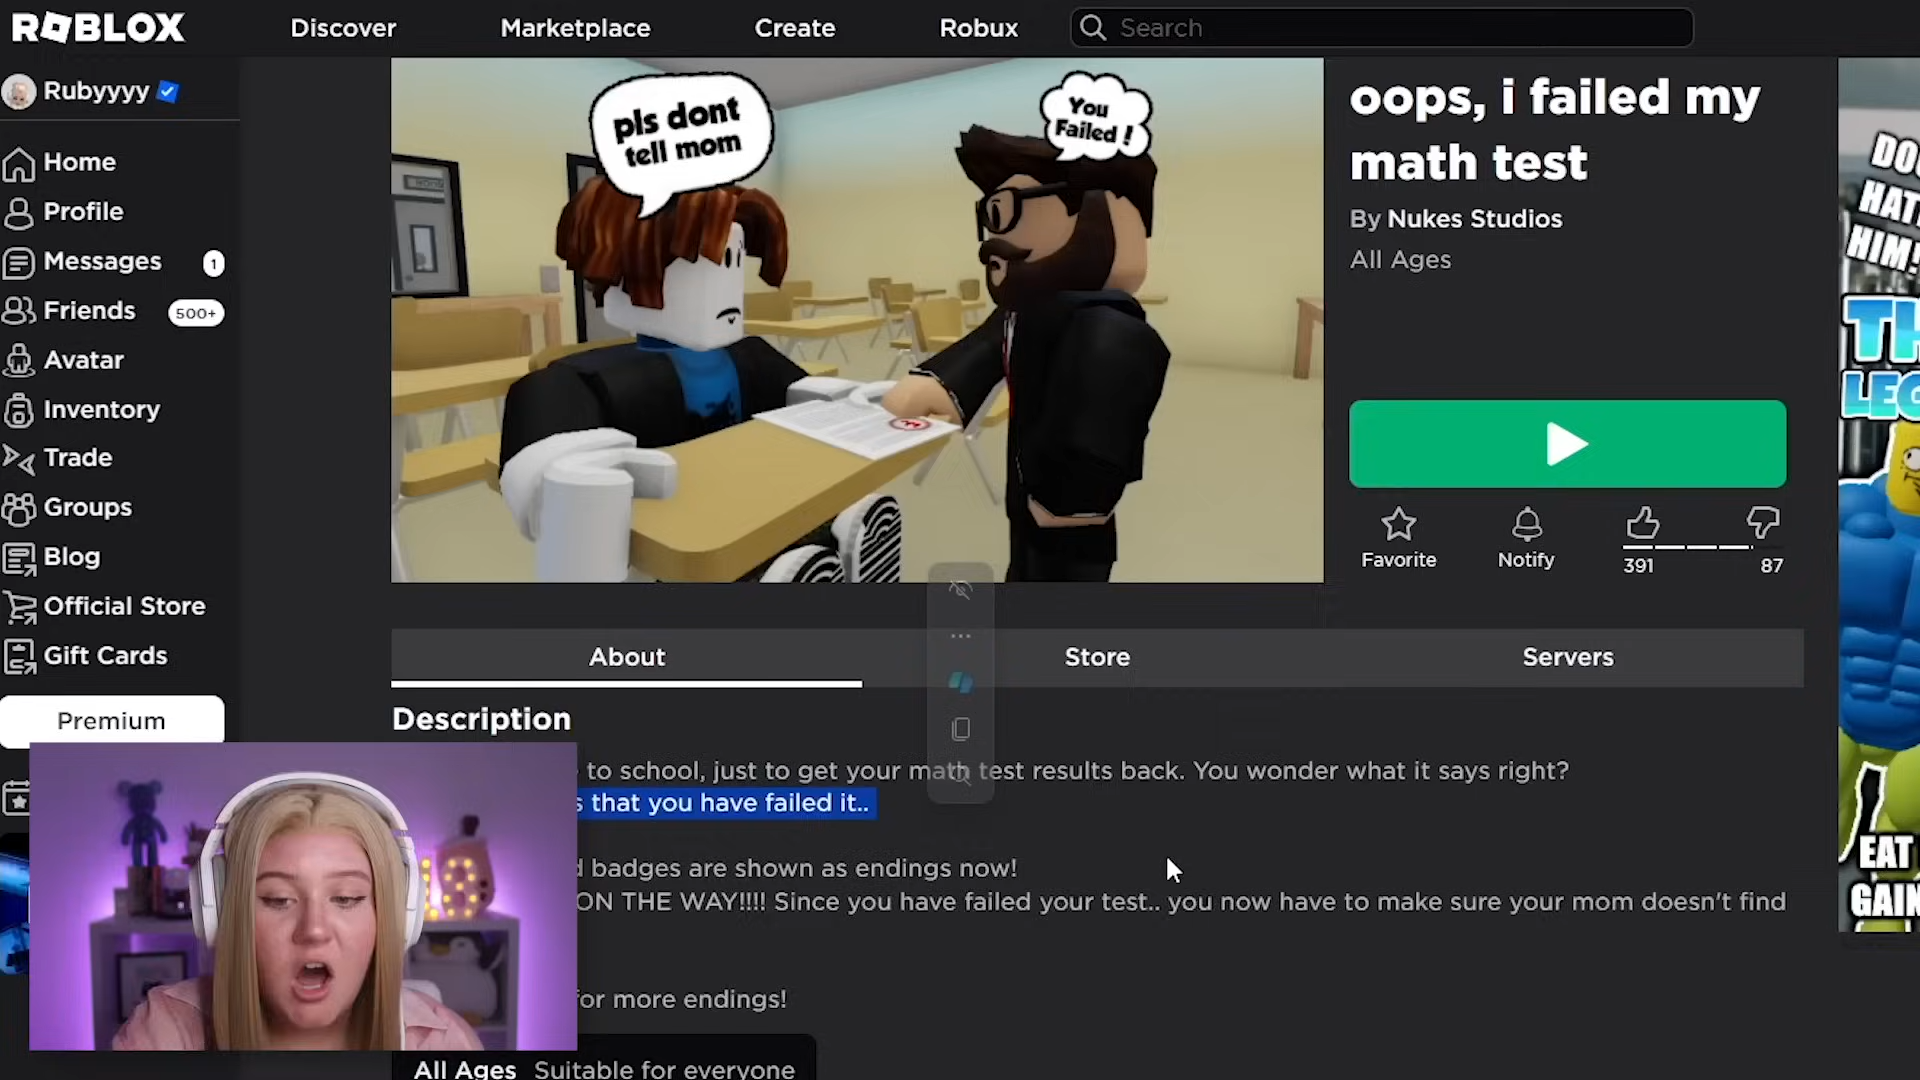 ROBLOX
Discover
Marketplace
Create
Robux
Search
Rubyyyy
Home
Profile
Messages
1
Friends
500+
Avatar
Inventory
Trade
Groups
Blog
Official Store
Gift Cards
Premium
pls dont
tell mom
You
Failed !
oops, i failed my
math test
By Nukes Studios
All Ages
Favorite
Notify
391
87
About
Store
Servers
Description
to school, just to get your math test results back. You wonder what it says right?
s that you have failed it..
d badges are shown as endings now!
ON THE WAY!!!! Since you have failed your test.. you now have to make sure your mom doesn't find
for more endings!
All Ages Suitable for everyone
HIM!
EAT
18